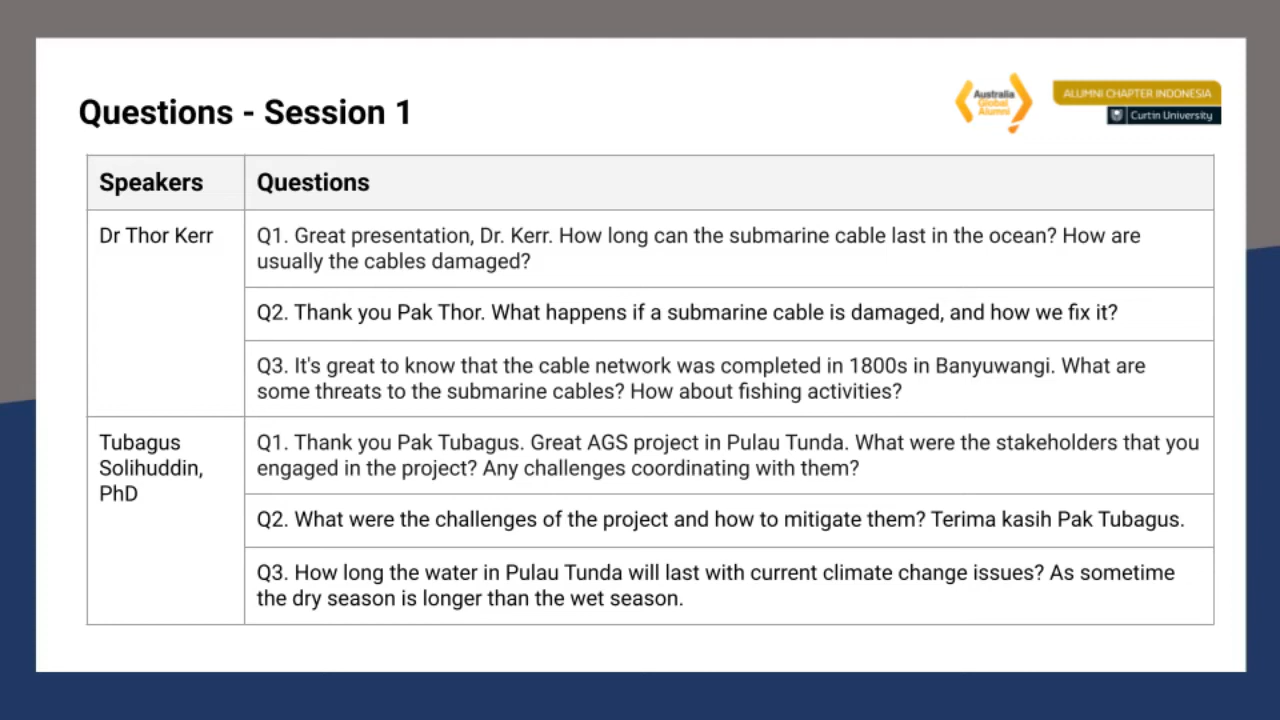 Questions - Session 1
Australia
Global
Alumni
ALUMNI CHAPTER INDONESIA
Curtin University
Speakers
Questions
Dr Thor Kerr
Q1. Great presentation, Dr. Kerr. How long can the submarine cable last in the ocean? How are
usually the cables damaged?
Q2. Thank you Pak Thor. What happens if a submarine cable is damaged, and how we fix it?
Q3. It's great to know that the cable network was completed in 1800s in Banyuwangi. What are
some threats to the submarine cables? How about fishing activities?
Tubagus
Solihuddin,
PhD
Q1. Thank you Pak Tubagus. Great AGS project in Pulau Tunda. What were the stakeholders that you
engaged in the project? Any challenges coordinating with them?
Q2. What were the challenges of the project and how to mitigate them? Terima kasih Pak Tubagus.
Q3. How long the water in Pulau Tunda will last with current climate change issues? As sometime
the dry season is longer than the wet season.